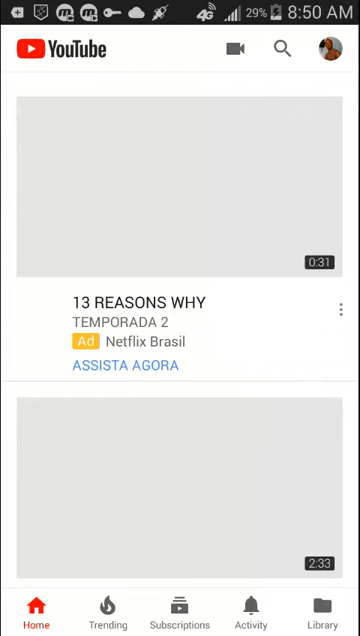 4G 29% 8:50 AM
YouTube
0:31
13 REASONS WHY
TEMPORADA 2
Ad Netflix Brasil
ASSISTA AGORA
2:33
Home Trending Subscriptions Activity Library